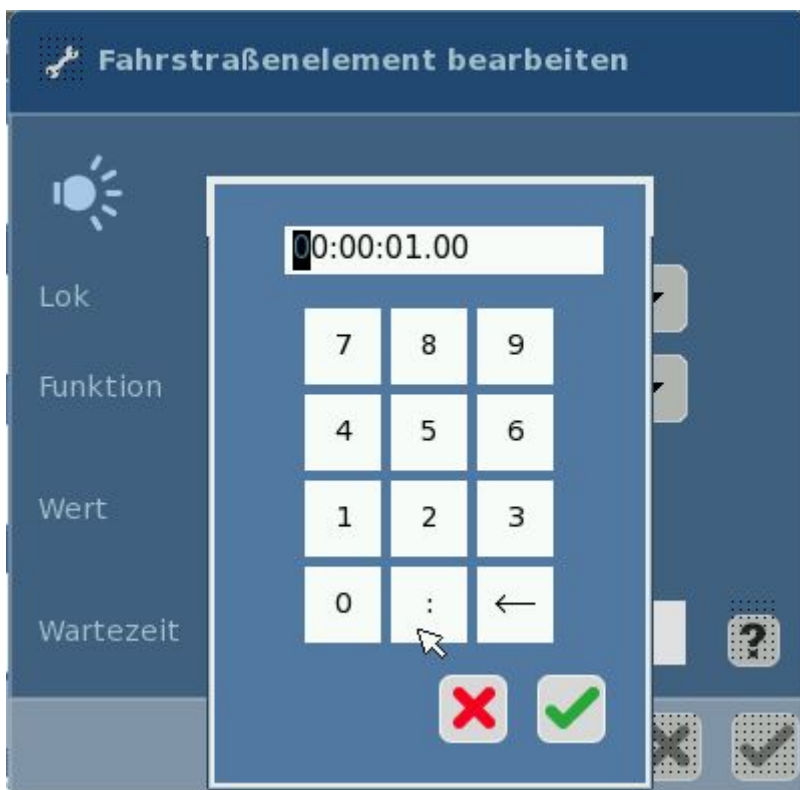 Fahrstraßenelement bearbeiten
00:00:01.00
Lok
7 8 9
Funktion
4 5 6
Wert
1 2 3
0 : ←
Wartezeit
?